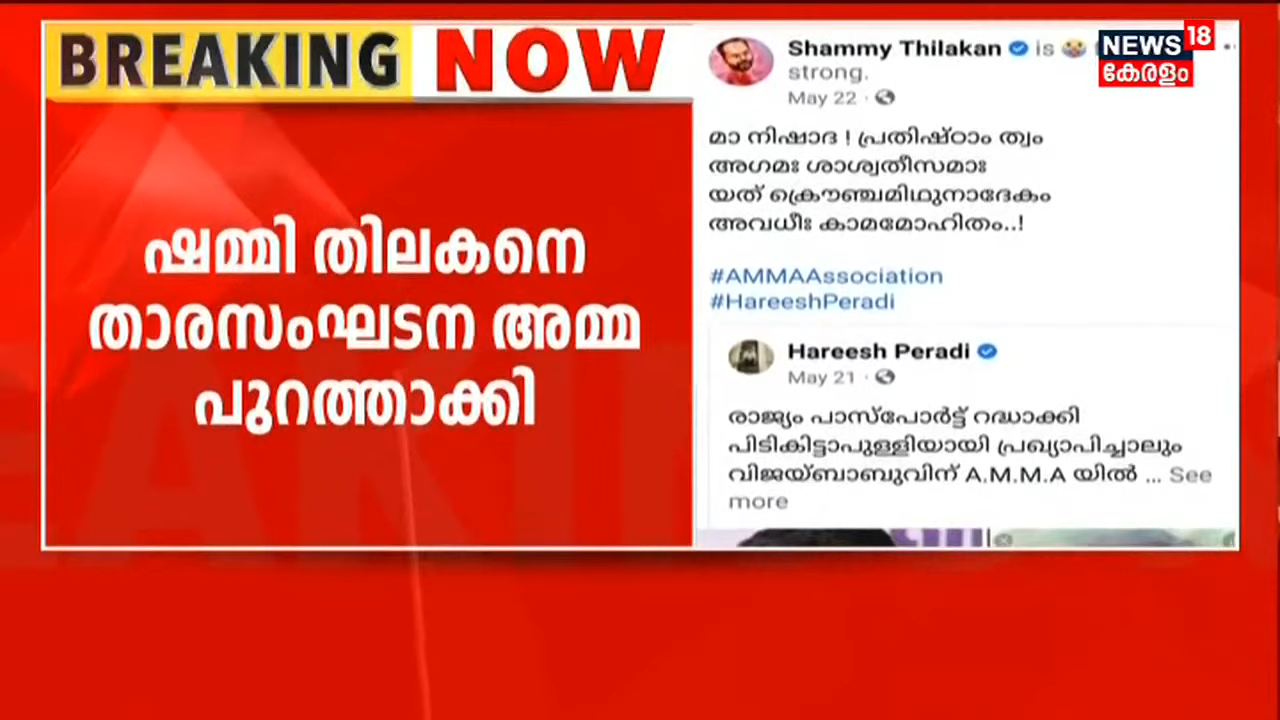 BREAKING NOW
ഷമ്മി തിലകനെ
താരസംഘടന അമ്മ
പുറത്താക്കി
NEWS 18
കേരളം
Shammy Thilakan is
strong.
May 22 ·
മാ നിഷാദ ! പ്രതിഷ്ഠാം ത്വം
അഗമഃ ശാശ്വതീസമാഃ
യത് ക്രൌഞ്ചമിഥുനാദേകം
അവധീഃ കാമമോഹിതം..!
#AMMAAssociation
#HareeshPeradi
Hareesh Peradi
May 21 ·
രാജ്യം പാസ്പോർട്ട് റദ്ധാക്കി
പിടികിട്ടാപുള്ളിയായി പ്രഖ്യാപിച്ചാലും
വിജയ്ബാബുവിന് A.M.M.A യിൽ ... See
more